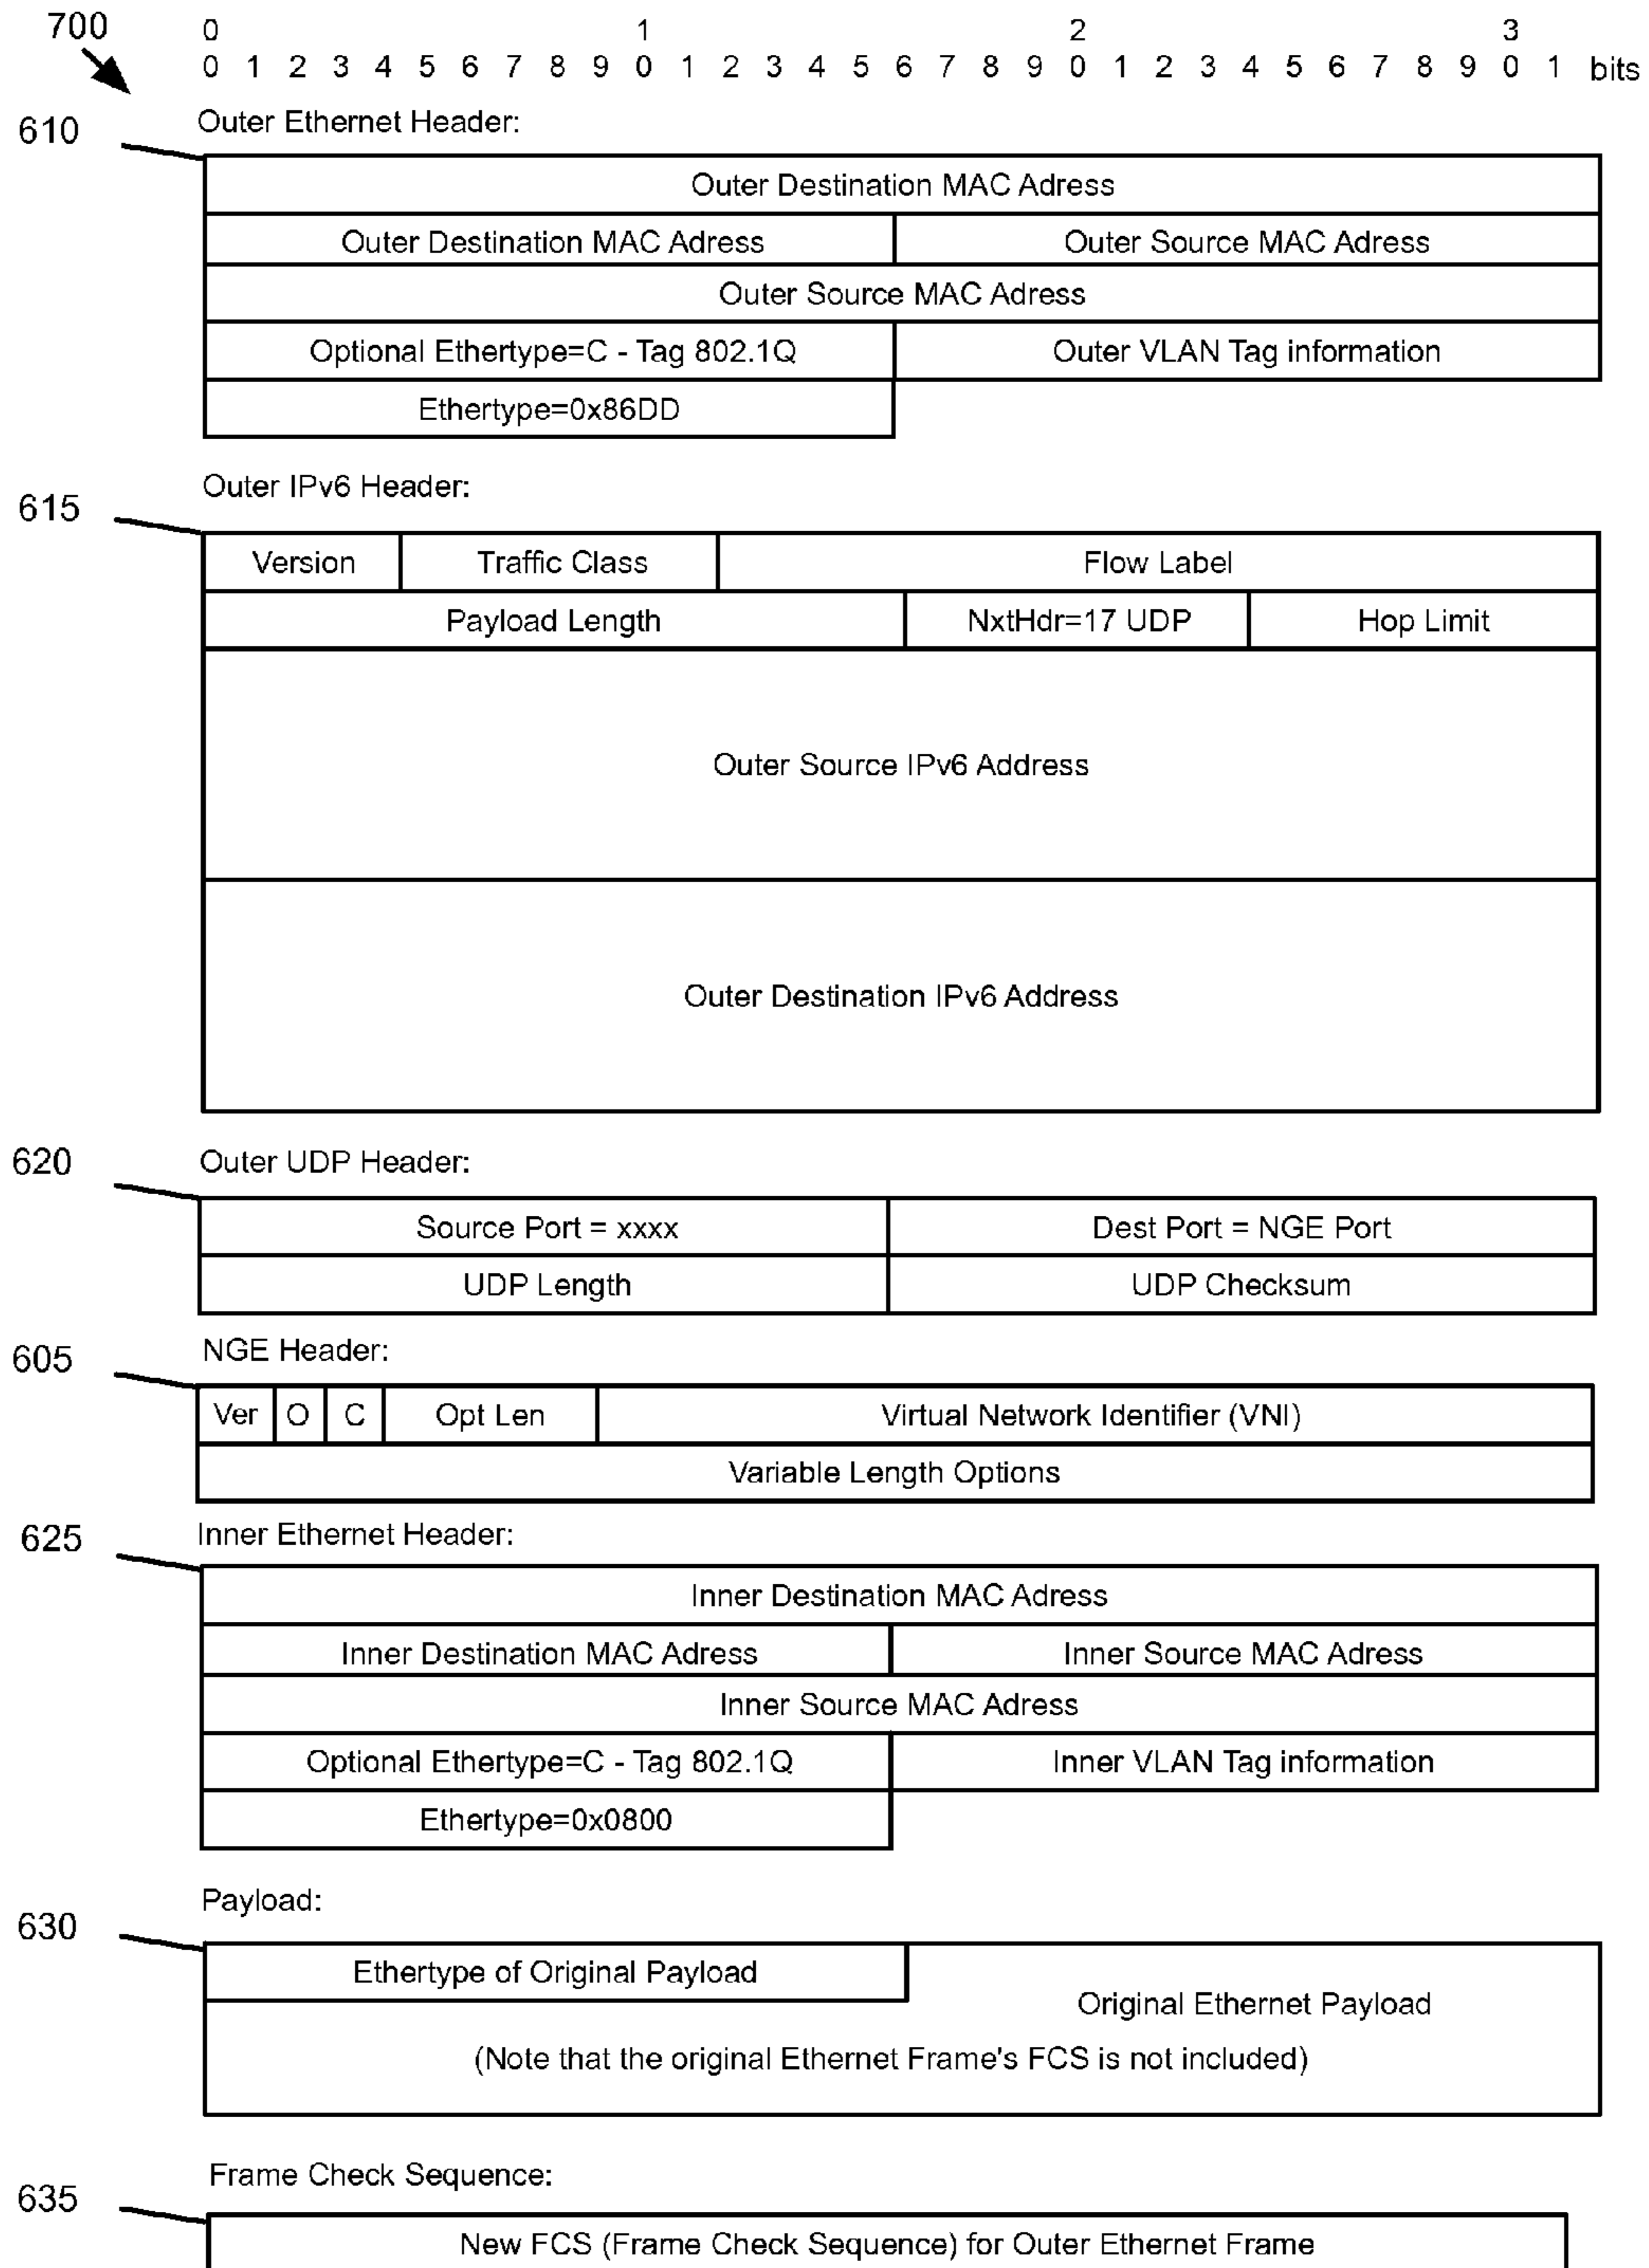 700
0 1 2 3
0 1 2 3 4 5 6 7 8 9 0 1 2 3 4 5 6 7 8 9 0 1 2 3 4 5 6 7 8 9 0 1 bits
610
Outer Ethernet Header:
Outer Destination MAC Adress
Outer Destination MAC Adress Outer Source MAC Adress
Outer Source MAC Adress
Optional Ethertype=C - Tag 802.1Q Outer VLAN Tag information
Ethertype=0x86DD
615
Outer IPv6 Header:
Version Traffic Class Flow Label
Payload Length NxtHdr=17 UDP Hop Limit
Outer Source IPv6 Address
Outer Destination IPv6 Address
620
Outer UDP Header:
Source Port = xxxx Dest Port = NGE Port
UDP Length UDP Checksum
605
NGE Header:
Ver O C Opt Len Virtual Network Identifier (VNI)
Variable Length Options
625
Inner Ethernet Header:
Inner Destination MAC Adress
Inner Destination MAC Adress Inner Source MAC Adress
Inner Source MAC Adress
Optional Ethertype=C - Tag 802.1Q Inner VLAN Tag information
Ethertype=0x0800
630
Payload:
Ethertype of Original Payload
Original Ethernet Payload
(Note that the original Ethernet Frame's FCS is not included)
635
Frame Check Sequence:
New FCS (Frame Check Sequence) for Outer Ethernet Frame